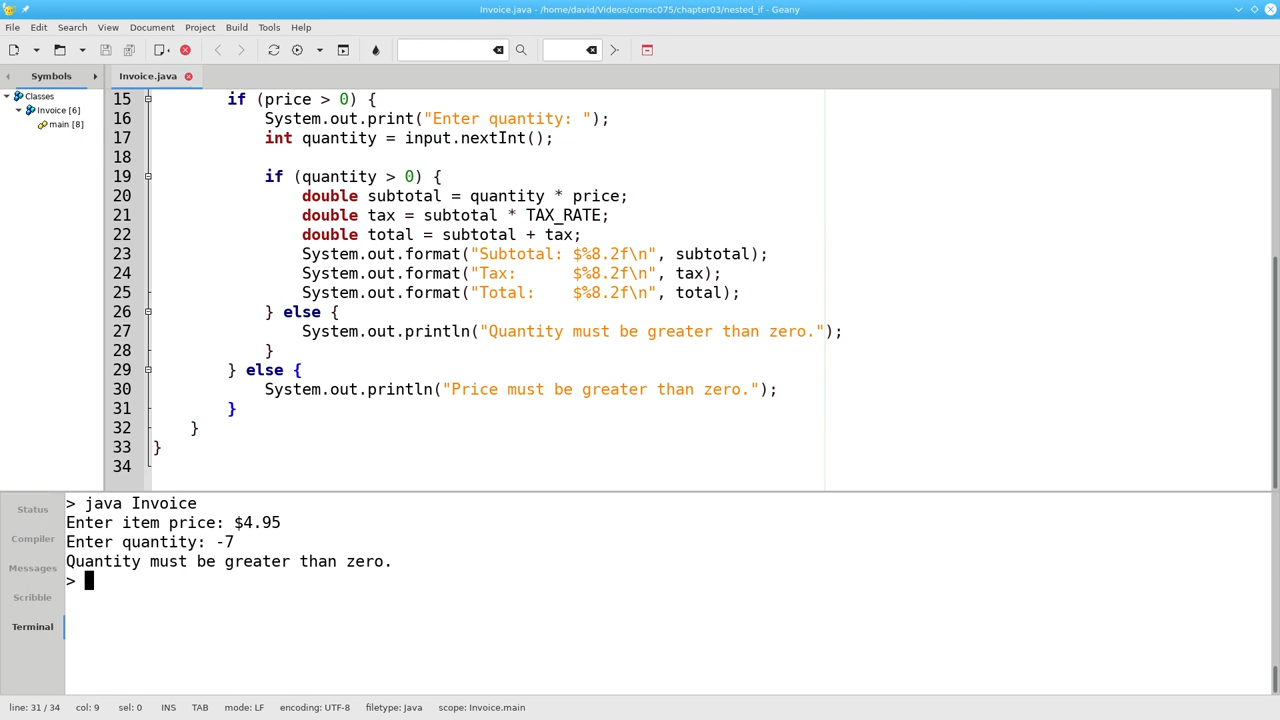 Invoice.java - /home/david/Videos/comsc075/chapter03/nested_if - Geany
File Edit Search View Document Project Build Tools Help
Symbols Invoice.java
Classes
Invoice [6]
main [8]
15 if (price > 0) {
16 System.out.print("Enter quantity: ");
17 int quantity = input.nextInt();
18
19 if (quantity > 0) {
20 double subtotal = quantity * price;
21 double tax = subtotal * TAX_RATE;
22 double total = subtotal + tax;
23 System.out.format("Subtotal: $%8.2f\n", subtotal);
24 System.out.format("Tax:      $%8.2f\n", tax);
25 System.out.format("Total:    $%8.2f\n", total);
26 } else {
27 System.out.println("Quantity must be greater than zero.");
28 }
29 } else {
30 System.out.println("Price must be greater than zero.");
31 }
32 }
33 }
34
Status
Compiler
Messages
Scribble
Terminal
> java Invoice
Enter item price: $4.95
Enter quantity: -7
Quantity must be greater than zero.
>
line: 31 / 34 col: 9 sel: 0 INS TAB mode: LF encoding: UTF-8 filetype: Java scope: Invoice.main